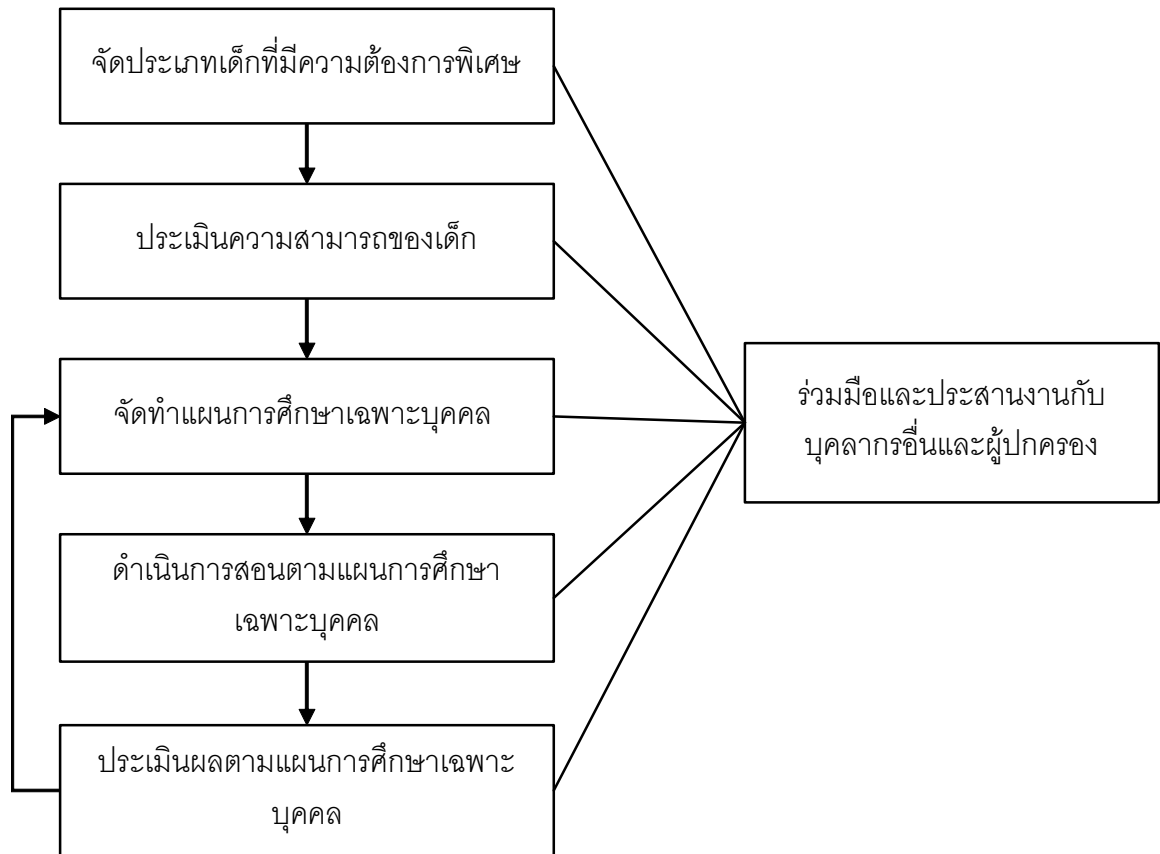 จัดประเภทเด็กที่มีความต้องการพิเศษ
ประเมินความสามารถของเด็ก
จัดทำแผนการศึกษาเฉพาะบุคคล
ดำเนินการสอนตามแผนการศึกษา
เฉพาะบุคคล
ประเมินผลตามแผนการศึกษาเฉพาะ
บุคคล
ร่วมมือและประสานงานกับ
บุคลากรอื่นและผู้ปกครอง